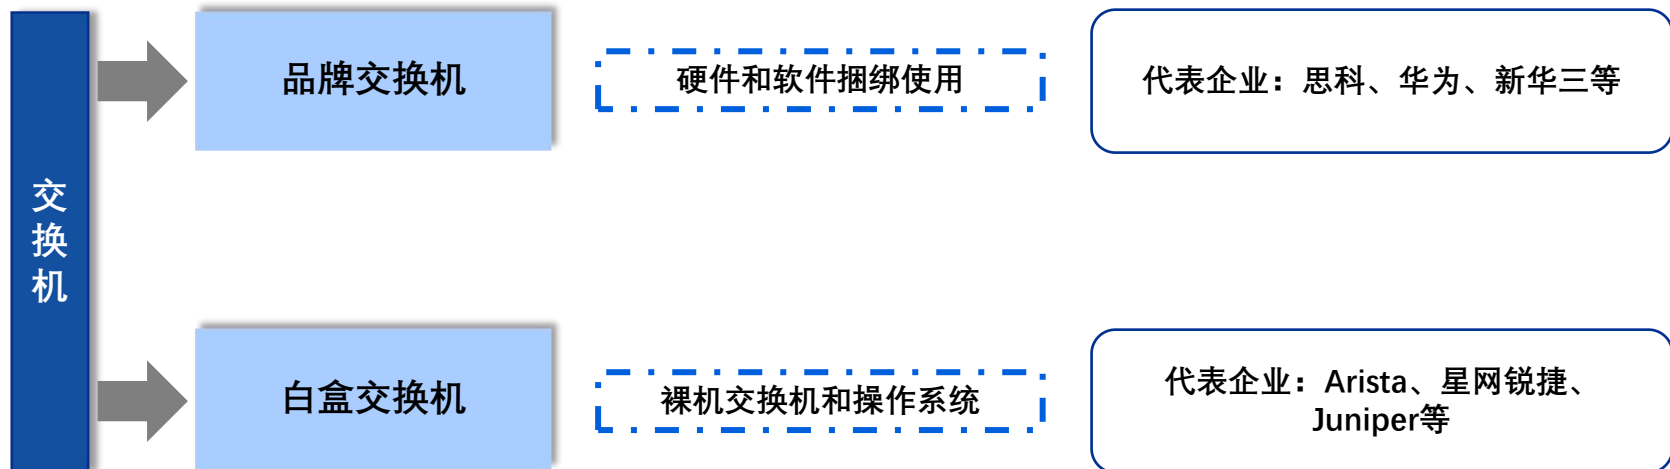 交换机
品牌交换机
硬件和软件捆绑使用
代表企业：思科、华为、新华三等
白盒交换机
裸机交换机和操作系统
代表企业：Arista、星网锐捷、
Juniper等